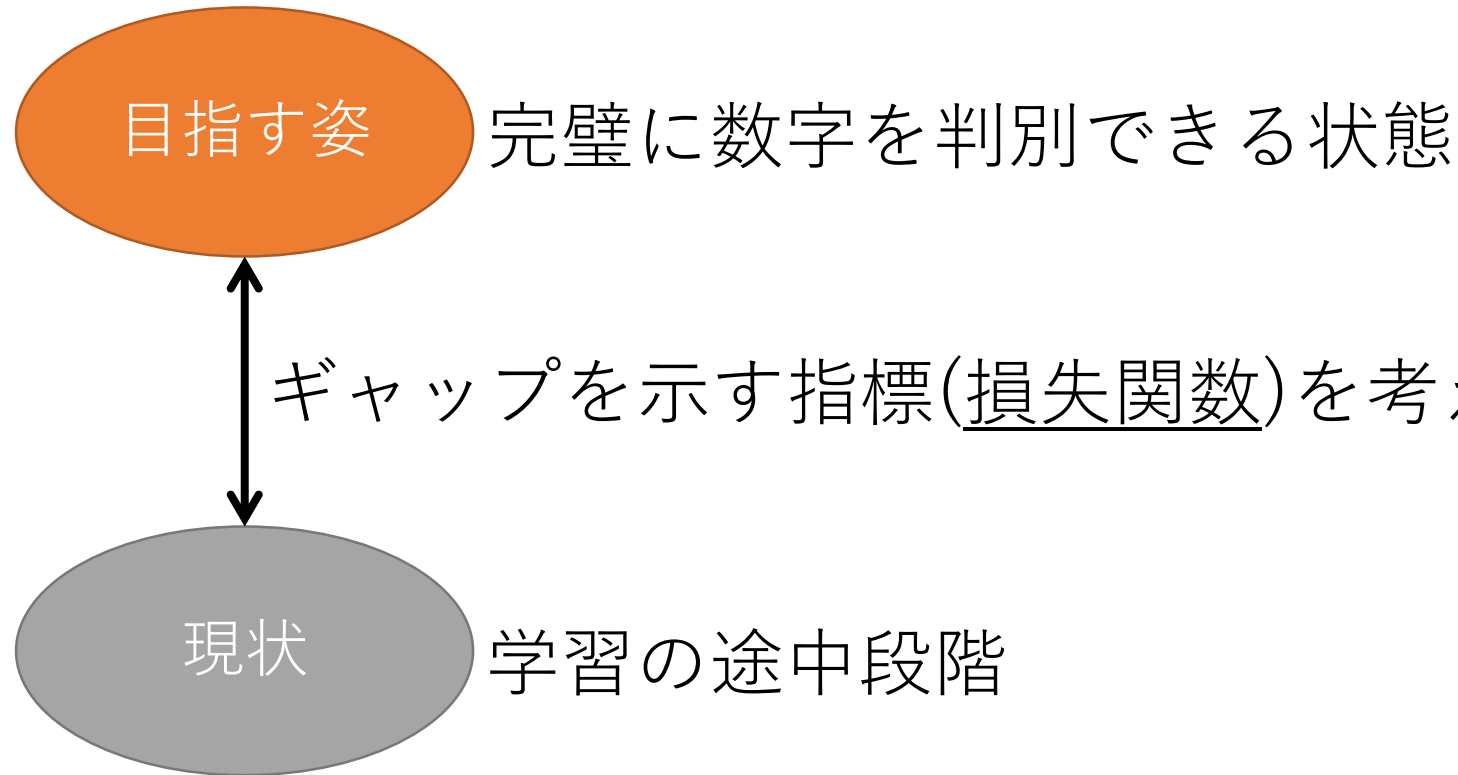 目指す姿
完璧に数字を判別できる状態
ギャップを示す指標(損失関数)を考
現状
学習の途中段階